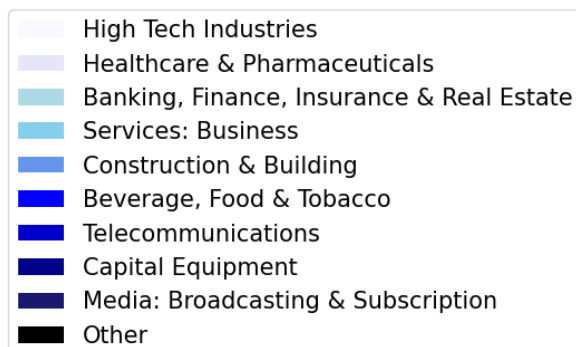 High Tech Industries
Healthcare & Pharmaceuticals
Banking, Finance, Insurance & Real Estate
Services: Business
Construction & Building
Beverage, Food & Tobacco
Telecommunications
Capital Equipment
Media: Broadcasting & Subscription
Other